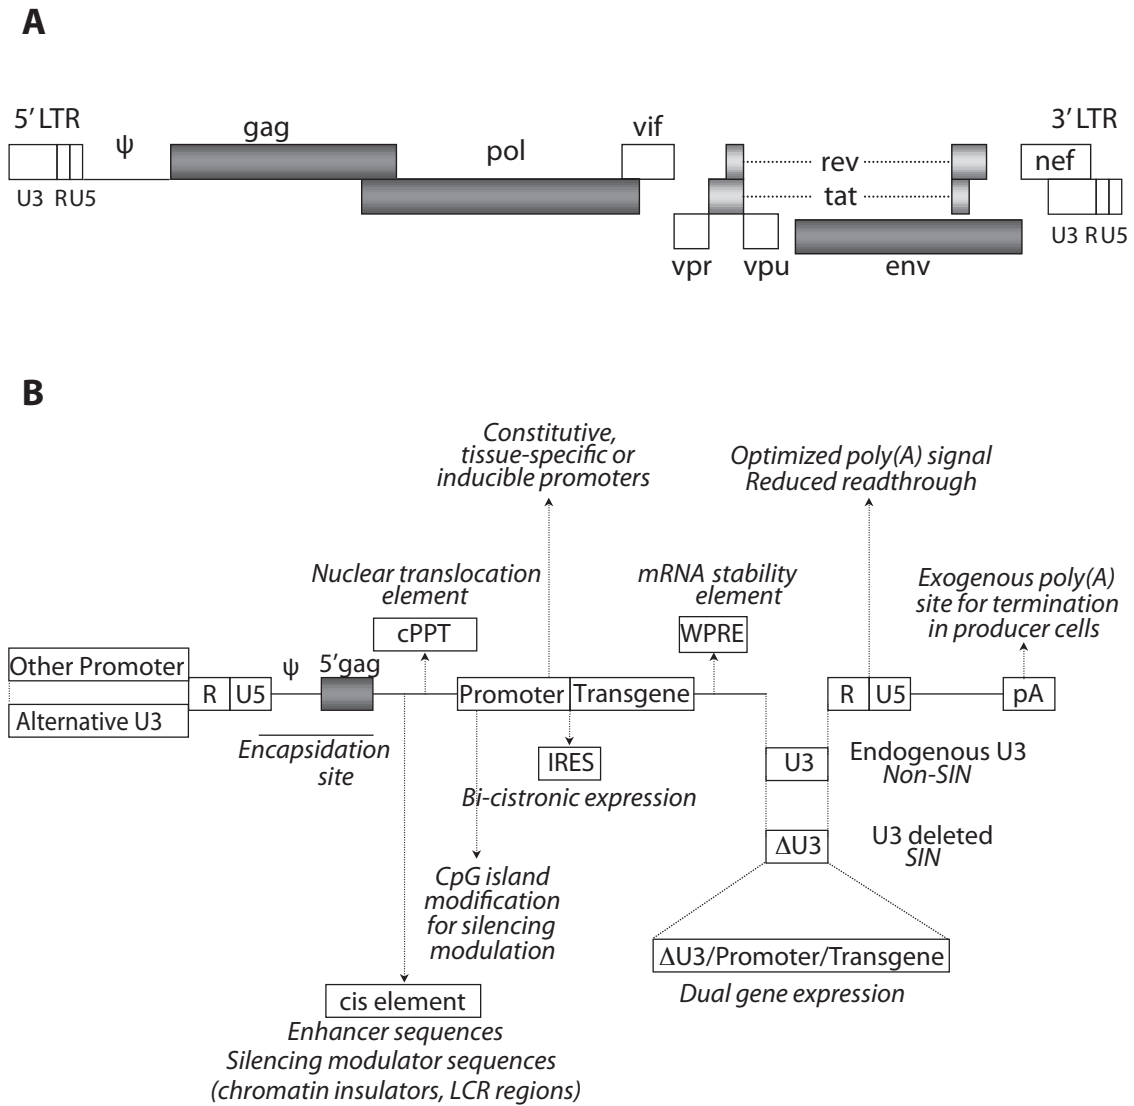 A
5' LTR
ψ
gag
pol
vif
rev
tat
3' LTR
nef
U3 R U5
vpr
vpu
env
U3 R U5
B
Constitutive,
tissue-specific or
inducible promoters
Optimized poly(A) signal
Reduced readthrough
Nuclear translocation
element
cPPT
mRNA stability
element
WPRE
Exogenous poly(A)
site for termination
in producer cells
Other Promoter
Alternative U3
R U5
ψ
5'gag
Promoter Transgene
R U5
pA
Encapsidation
site
IRES
Bi-cistronic expression
U3
Endogenous U3
Non-SIN
ΔU3
U3 deleted
SIN
CpG island
modification
for silencing
modulation
ΔU3/Promoter/Transgene
Dual gene expression
cis element
Enhancer sequences
Silencing modulator sequences
(chromatin insulators, LCR regions)